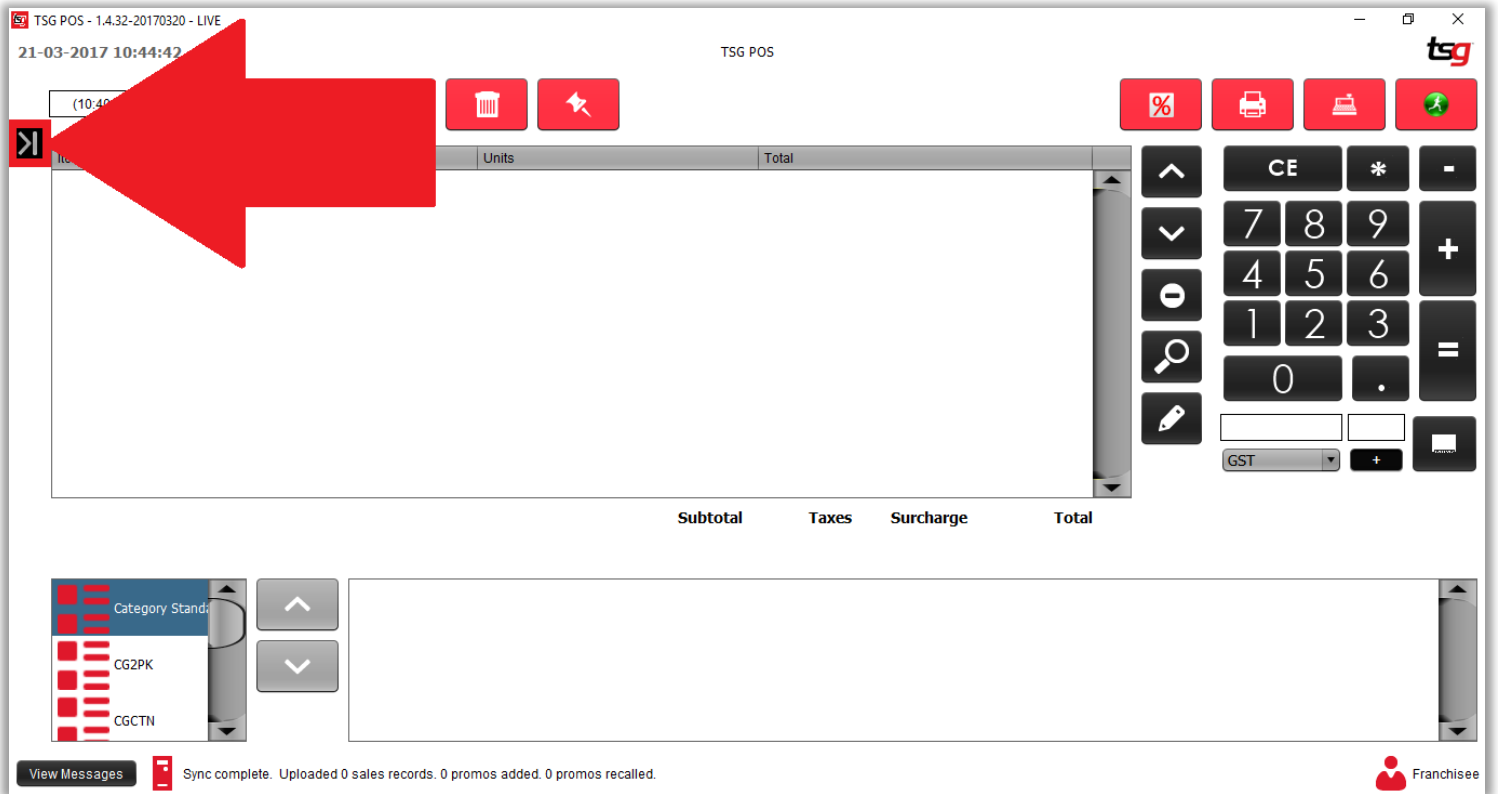 TSG POS - 1.4.32-20170320 - LIVE
21-03-2017 10:44:42
TSG POS
tsg
%
Units
Total
CE * -
7 8 9 +
4 5 6
1 2 3 =
0 .
GST
+
Subtotal Taxes Surcharge Total
Category Standa
CG2PK
CGCTN
View Messages
Sync complete. Uploaded 0 sales records. 0 promos added. 0 promos recalled.
Franchisee